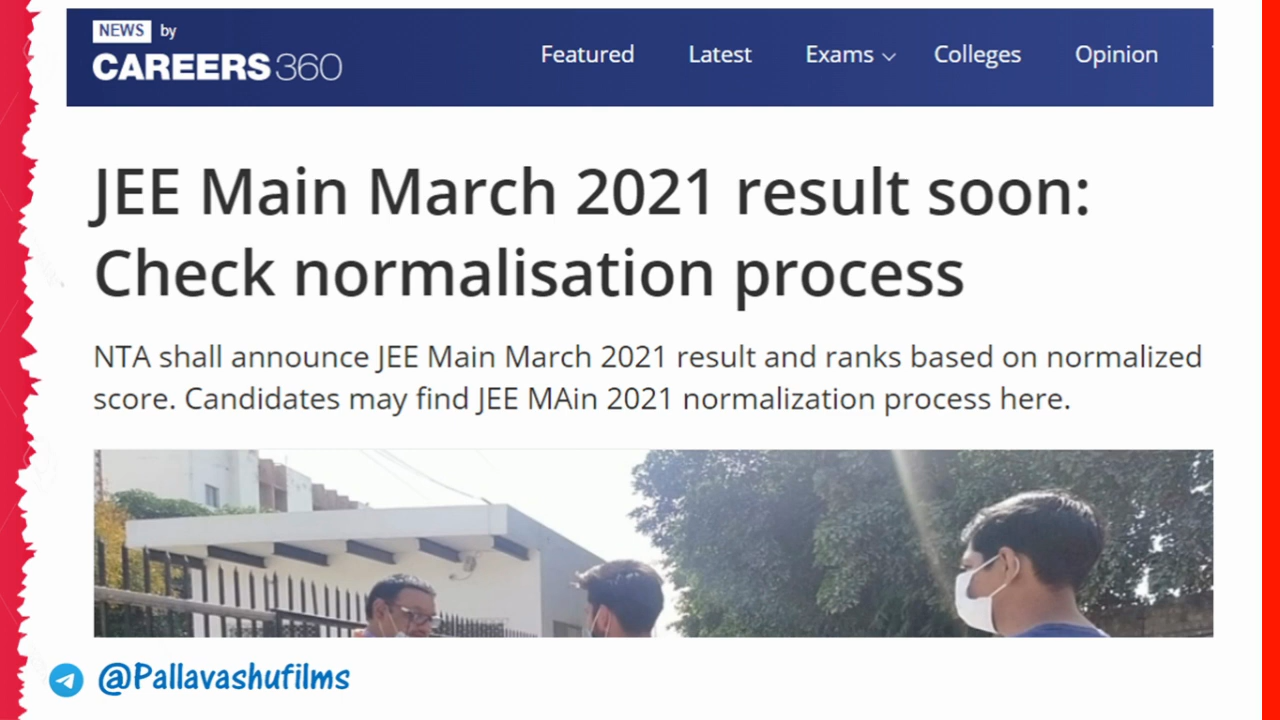 NEWS by
CAREERS360
Featured Latest Exams Colleges Opinion
JEE Main March 2021 result soon:
Check normalisation process
NTA shall announce JEE Main March 2021 result and ranks based on normalized
score. Candidates may find JEE MAin 2021 normalization process here.
@Pallavashufilms